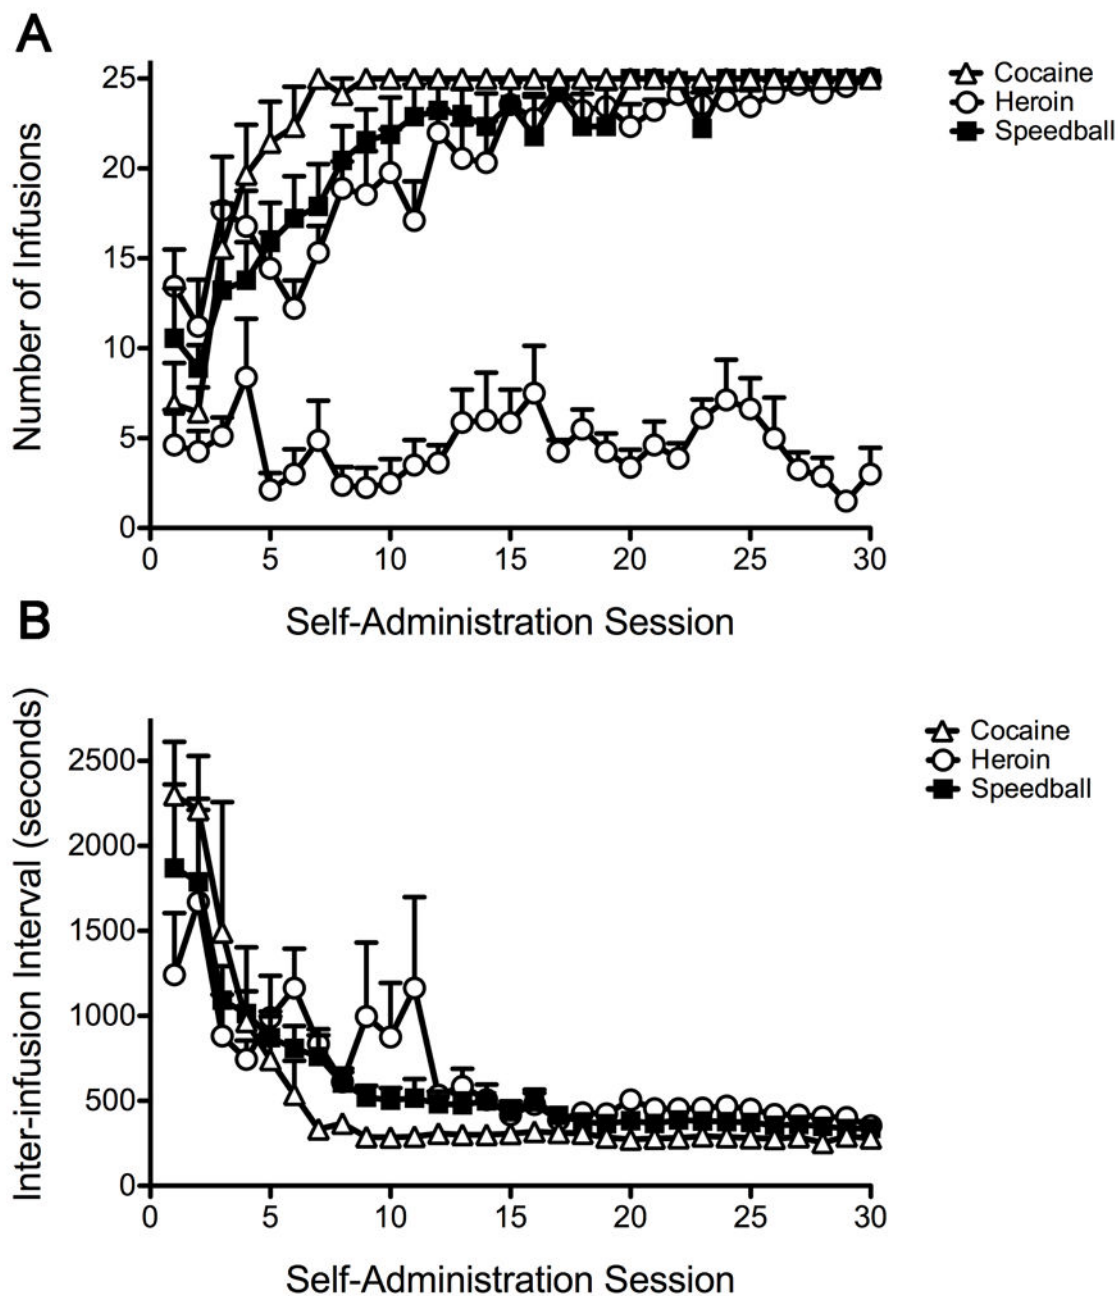 A
Number of Infusions
25
20
15
10
5
0
0 5 10 15 20 25 30
Self-Administration Session
Cocaine
Heroin
Speedball
B
Inter-infusion Interval (seconds)
2500
2000
1500
1000
500
0
0 5 10 15 20 25 30
Self-Administration Session
Cocaine
Heroin
Speedball